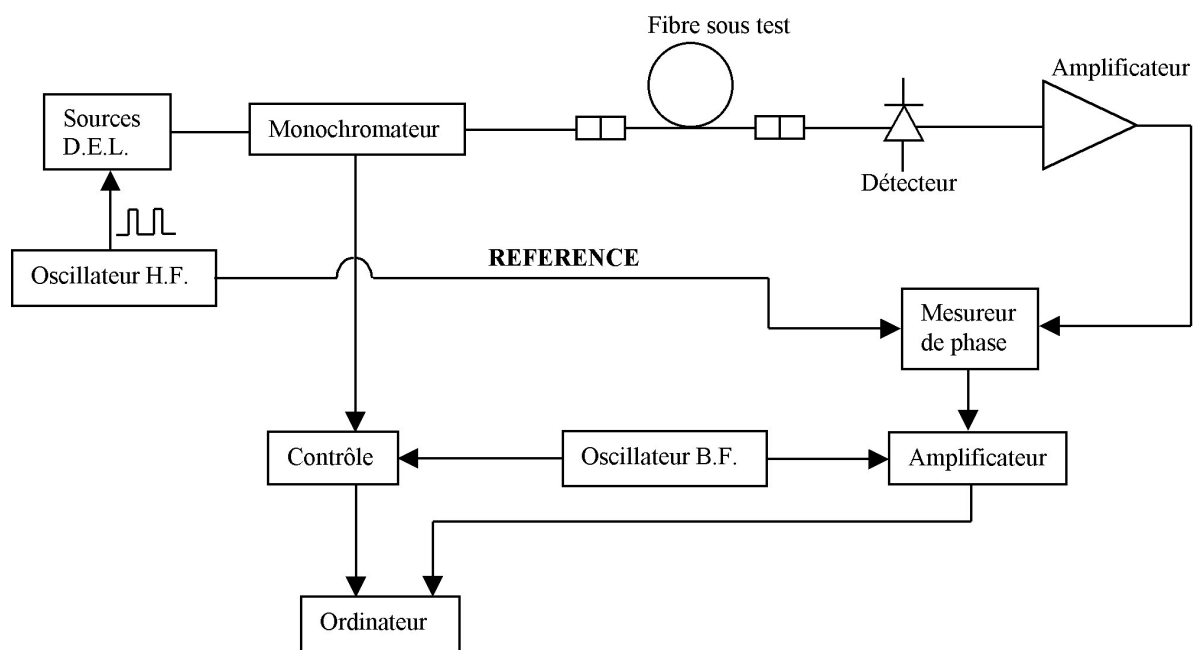 Fibre sous test
Amplificateur
Sources
D.E.L.
Monochromateur
Détecteur
Oscillateur H.F.
REFERENCE
Mesureur
de phase
Contrôle
Oscillateur B.F.
Amplificateur
Ordinateur